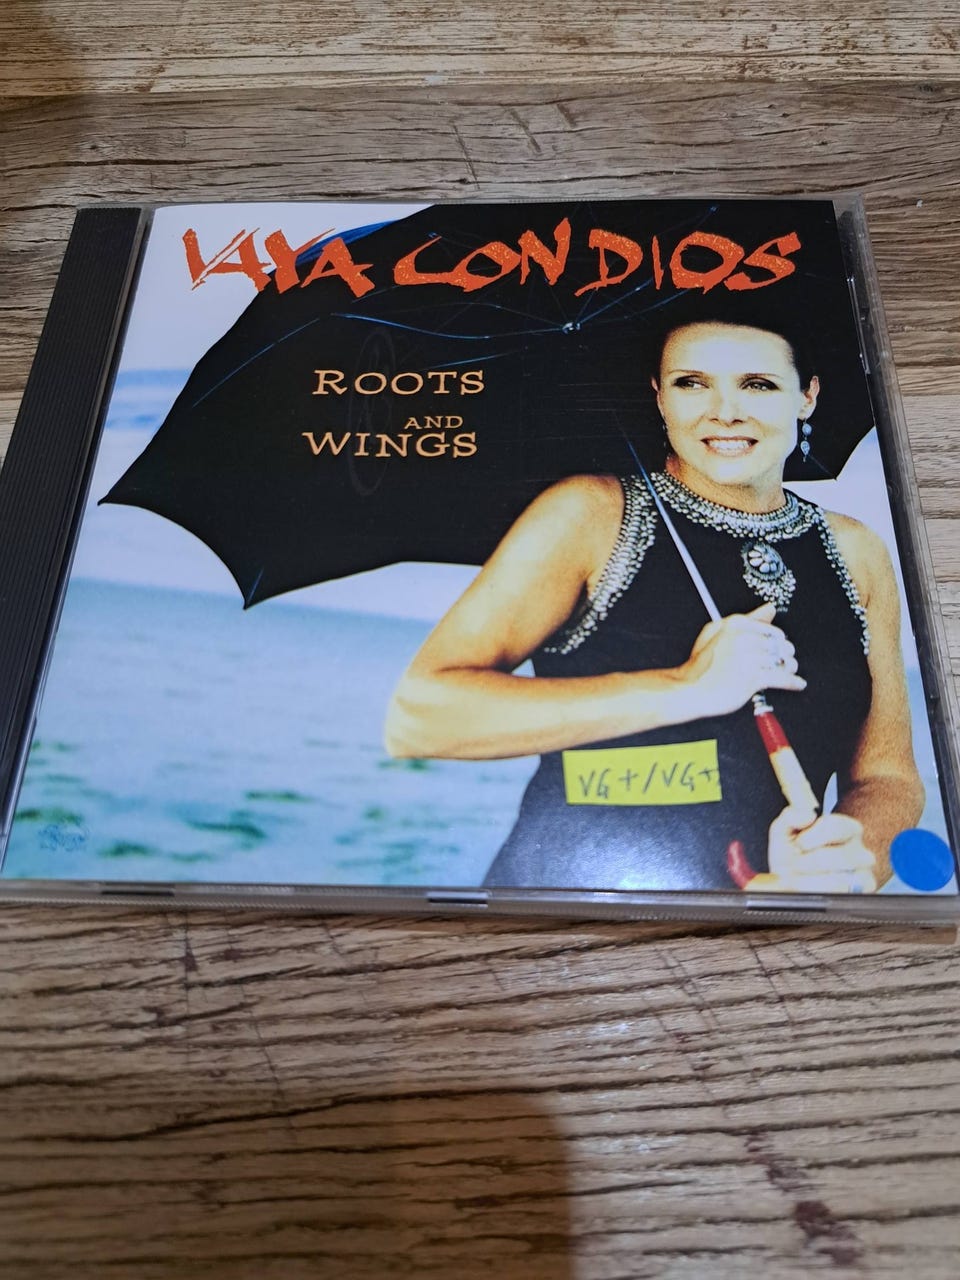 VAYA CON DIOS
ROOTS
AND
WINGS
VG+/VG+